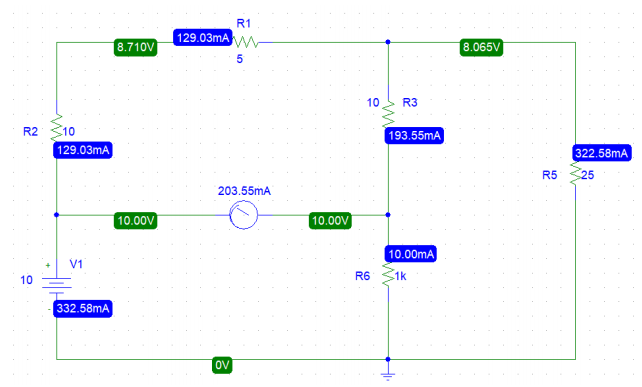 R1
129.03mA
8.710V
8.065V
5
10 R3
R2 10
193.55mA
129.03mA
322.58mA
R5 25
203.55mA
10.00V
10.00V
10.00mA
+ V1
R6 1k
10
332.58mA
-
0V